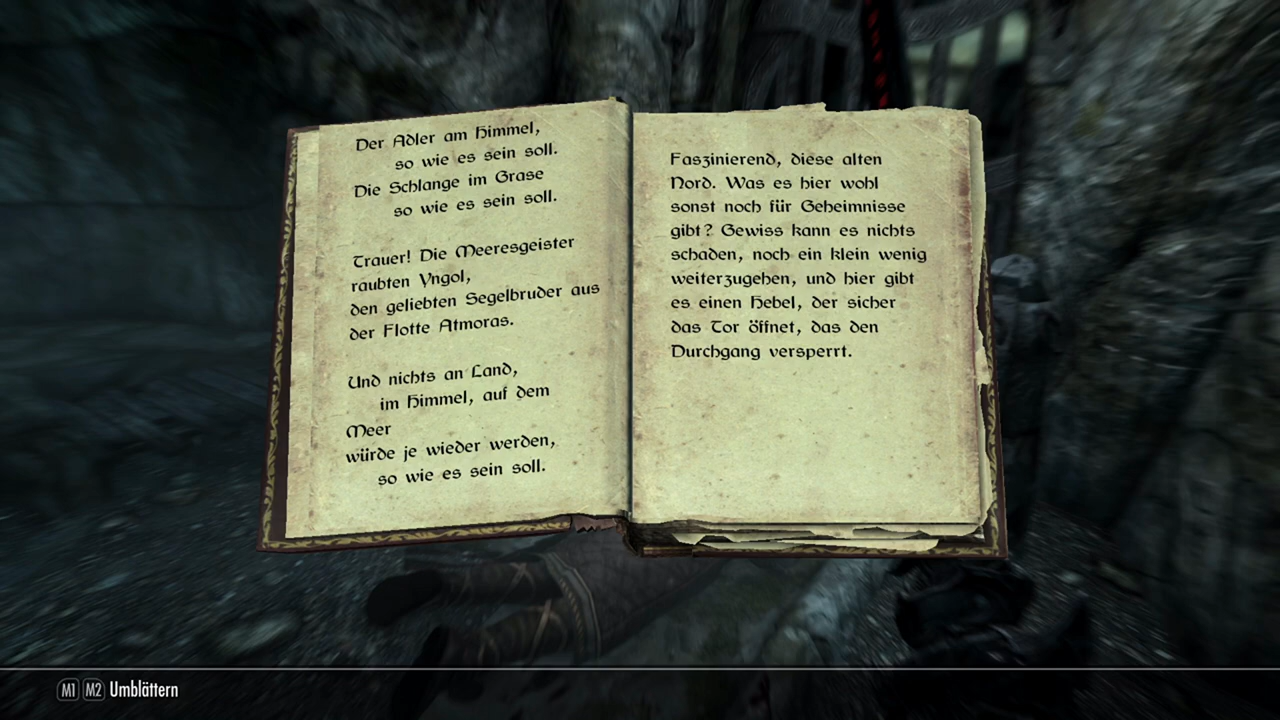 Der Adler am Himmel,
so wie es sein soll.
Die Schlange im Grase
so wie es sein soll.
Trauer! Die Meeresgeister
raubten Yngol,
den geliebten Segelbruder aus
der Flotte Atmoras.
Und nichts an Land,
im Himmel, auf dem
Meer
würde je wieder werden,
so wie es sein soll.
Faszinierend, diese alten
Nord. Was es hier wohl
sonst noch für Geheimnisse
gibt? Gewiss kann es nichts
schaden, noch ein klein wenig
weiterzugehen, und hier gibt
es einen Hebel, der sicher
das Tor öffnet, das den
Durchgang versperrt.
M1 M2 Umblättern